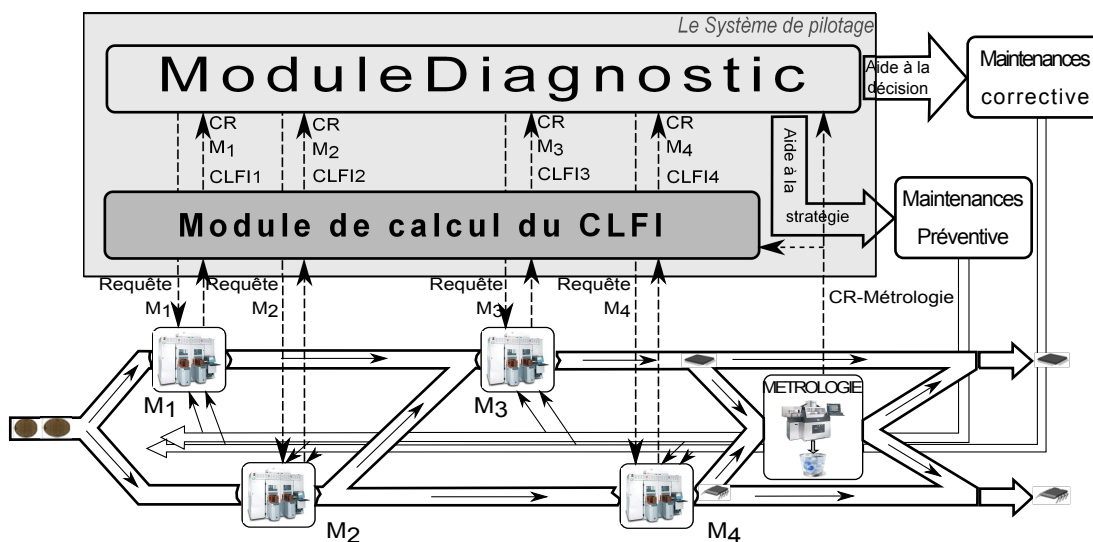 Le Système de pilotage
ModuleDiagnostic
Aide à la
décision
Maintenances
corrective
CR
M1
CLFI1
CR
M2
CLFI2
CR
M3
CLFI3
CR
M4
CLFI4
Aide à la
stratégie
Maintenances
Préventive
Module de calcul du CLFI
Requête
M1
Requête
M2
Requête
M3
Requête
M4
CR-Métrologie
M1
M3
METROLOGIE
M2
M4